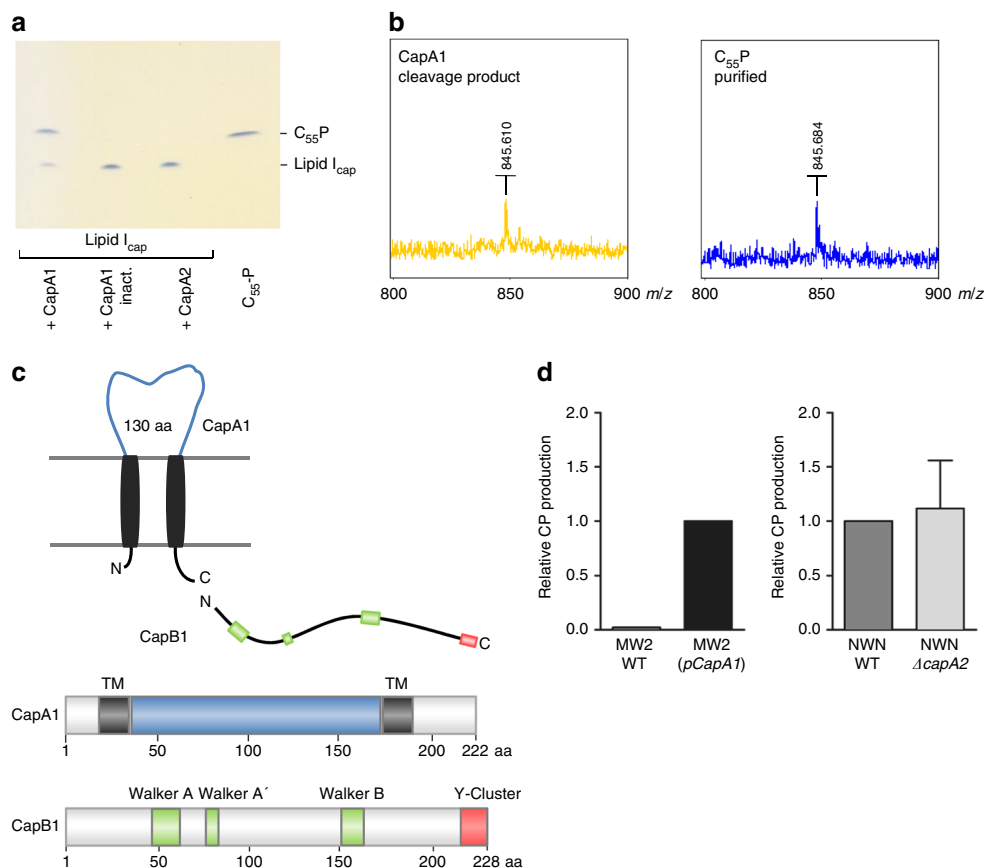 a
C55P
Lipid Icap
Lipid Icap
+ CapA1
+ CapA1 inact.
+ CapA2
C55-P
b
CapA1
cleavage product
845.610
800 850 900 m/z
C55P
purified
845.684
800 850 900 m/z
c
130 aa CapA1
N
C
N
CapB1
C
TM TM
CapA1
1 50 100 150 200 222 aa
Walker A Walker A´ Walker B Y-Cluster
CapB1
1 50 100 150 200 228 aa
d
Relative CP production
2.0
1.5
1.0
0.5
0.0
MW2 WT
MW2 (pCapA1)
Relative CP production
2.0
1.5
1.0
0.5
0.0
NWN WT
NWN ΔcapA2